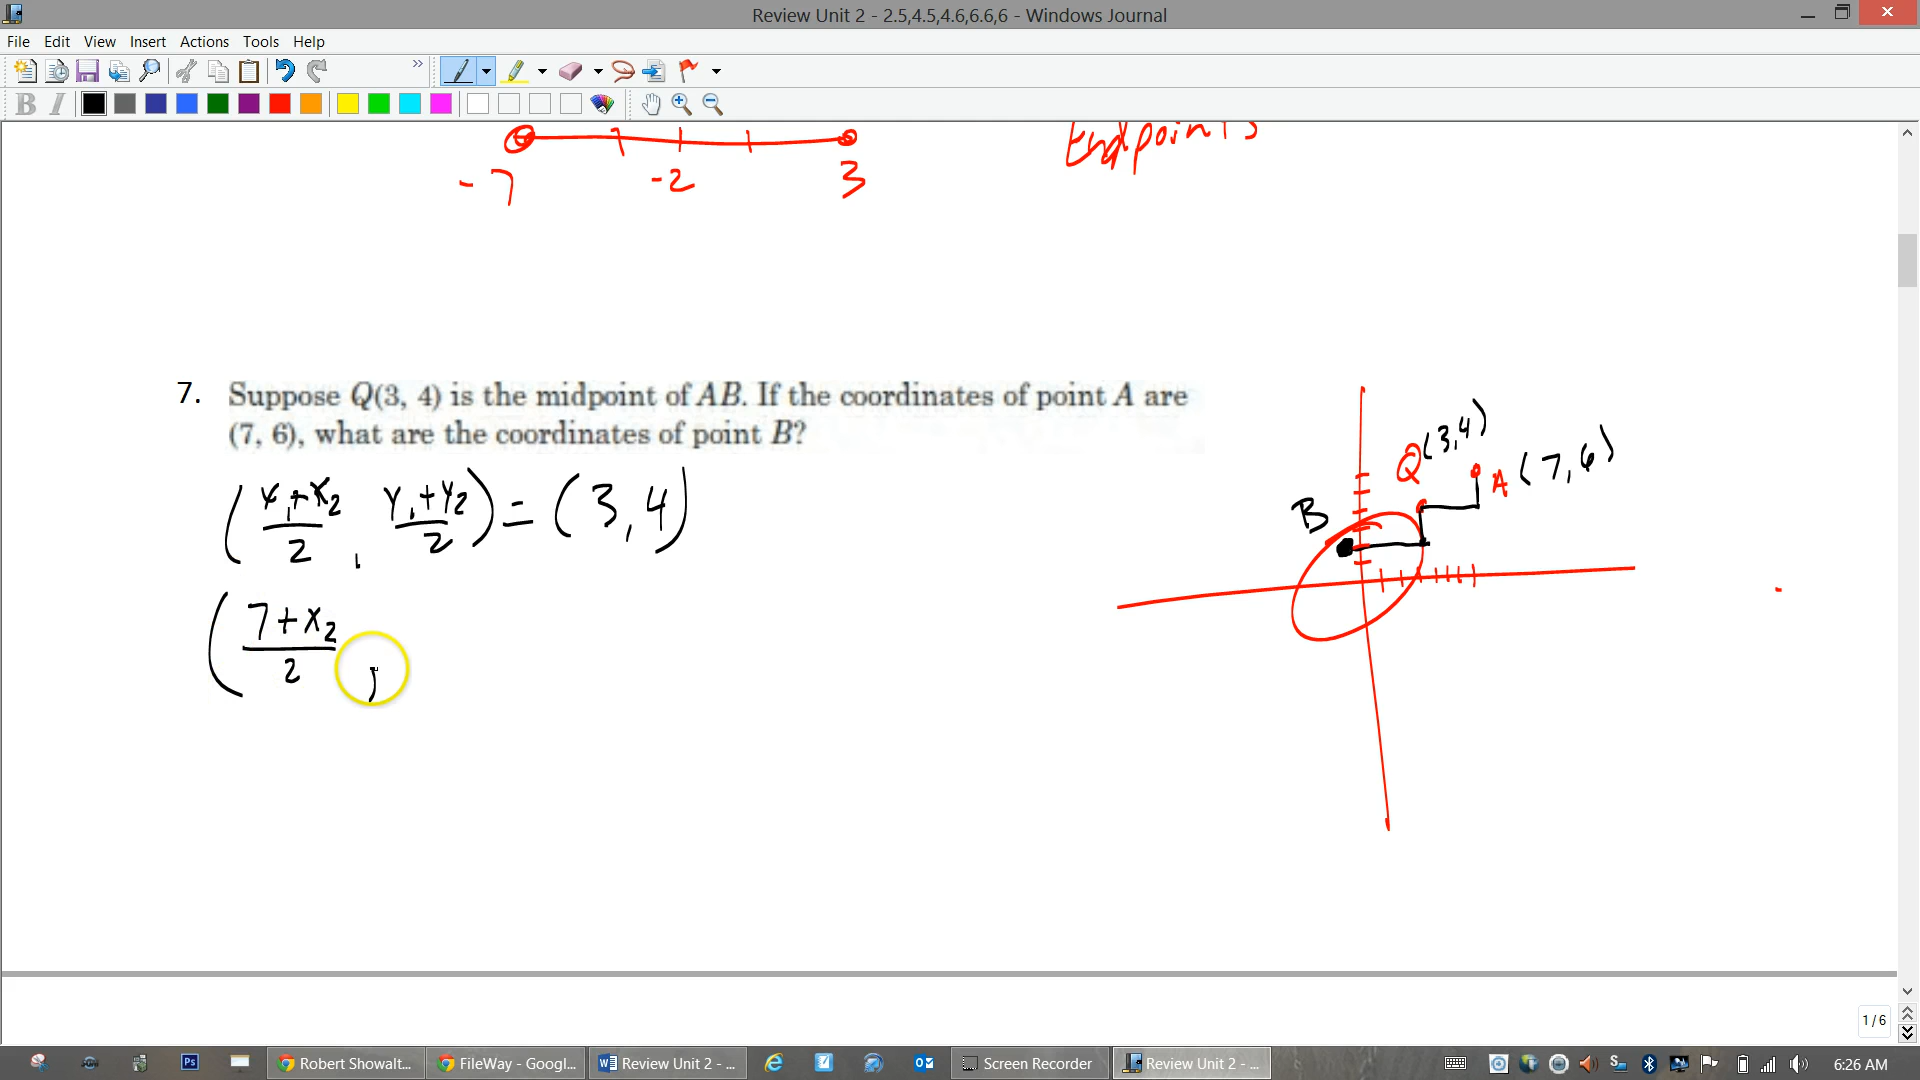 Review Unit 2 - 2.5,4.5,4.6,6.6,6 - Windows Journal
File Edit View Insert Actions Tools Help
B I
Endpoints
-7 -2 3
7. Suppose Q(3, 4) is the midpoint of AB. If the coordinates of point A are
(7, 6), what are the coordinates of point B?
(x₁+x₂/2, y₁+y₂/2) = (3,4)
(7+x₂/2,
Q(3,4)
A(7,6)
B
1/6
Ps Robert Showalt... FileWay - Googl... Review Unit 2 - ... Screen Recorder Review Unit 2 - ... 6:26 AM